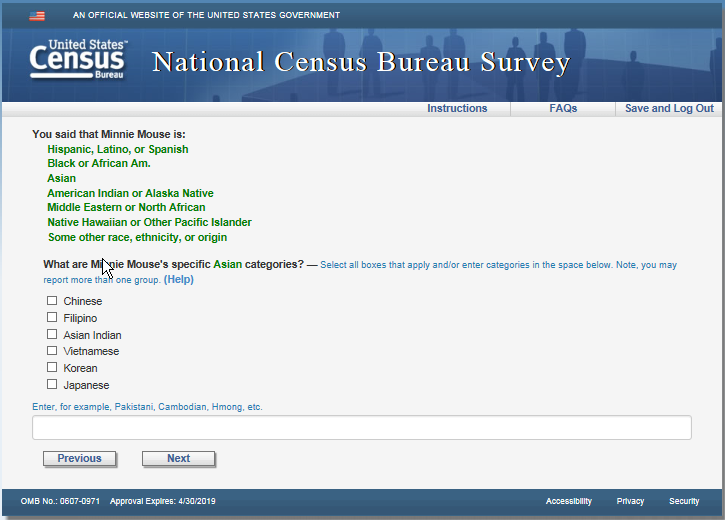 AN OFFICIAL WEBSITE OF THE UNITED STATES GOVERNMENT
United States™
Census
Bureau
National Census Bureau Survey
Instructions FAQs Save and Log Out
You said that Minnie Mouse is:
Hispanic, Latino, or Spanish
Black or African Am.
Asian
American Indian or Alaska Native
Middle Eastern or North African
Native Hawaiian or Other Pacific Islander
Some other race, ethnicity, or origin
What are Minnie Mouse's specific Asian categories? — Select all boxes that apply and/or enter categories in the space below. Note, you may
report more than one group. (Help)
Chinese
Filipino
Asian Indian
Vietnamese
Korean
Japanese
Enter, for example, Pakistani, Cambodian, Hmong, etc.
Previous Next
OMB No.: 0607-0971 Approval Expires: 4/30/2019 Accessibility Privacy Security